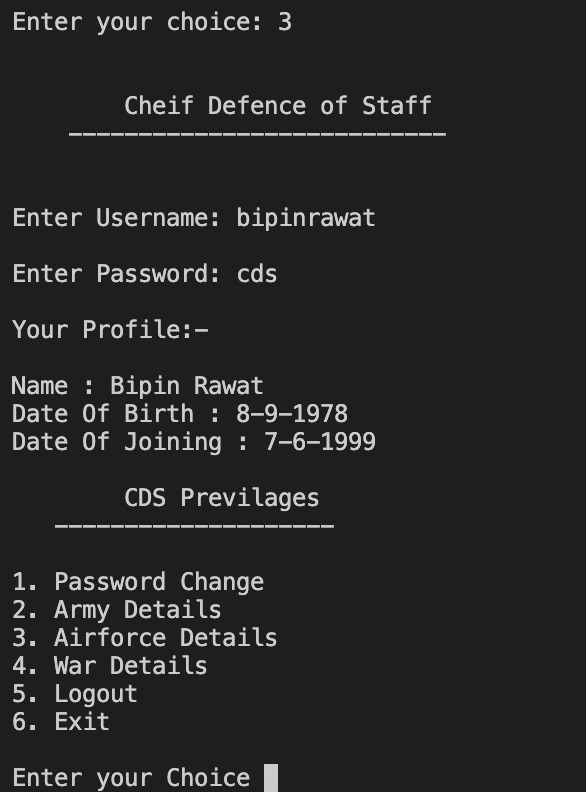 Enter your choice: 3
Cheif Defence of Staff
---------------------------
Enter Username: bipinrawat
Enter Password: cds
Your Profile:-
Name : Bipin Rawat
Date Of Birth : 8-9-1978
Date Of Joining : 7-6-1999
CDS Previlages
--------------------
1. Password Change
2. Army Details
3. Airforce Details
4. War Details
5. Logout
6. Exit
Enter your Choice